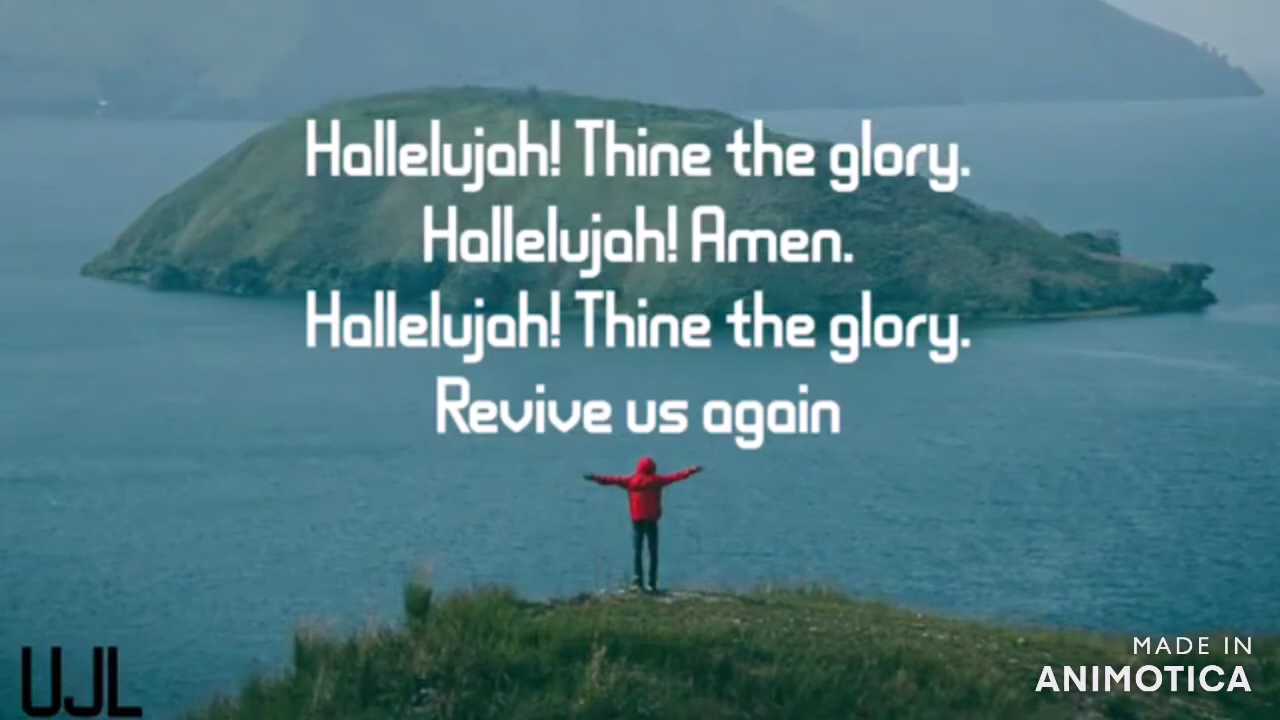 Hallelujah! Thine the glory.
Hallelujah! Amen.
Hallelujah! Thine the glory.
Revive us again
UJL
MADE IN
ANIMOTICA